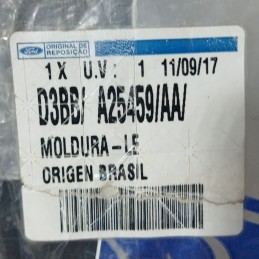 Ford
ORIGINAL DE
REPOSIÇÃO
1 X U.V: 1 11/09/17
D3BB/ A25459/AA/
MOLDURA-LE
ORIGEN BRASIL